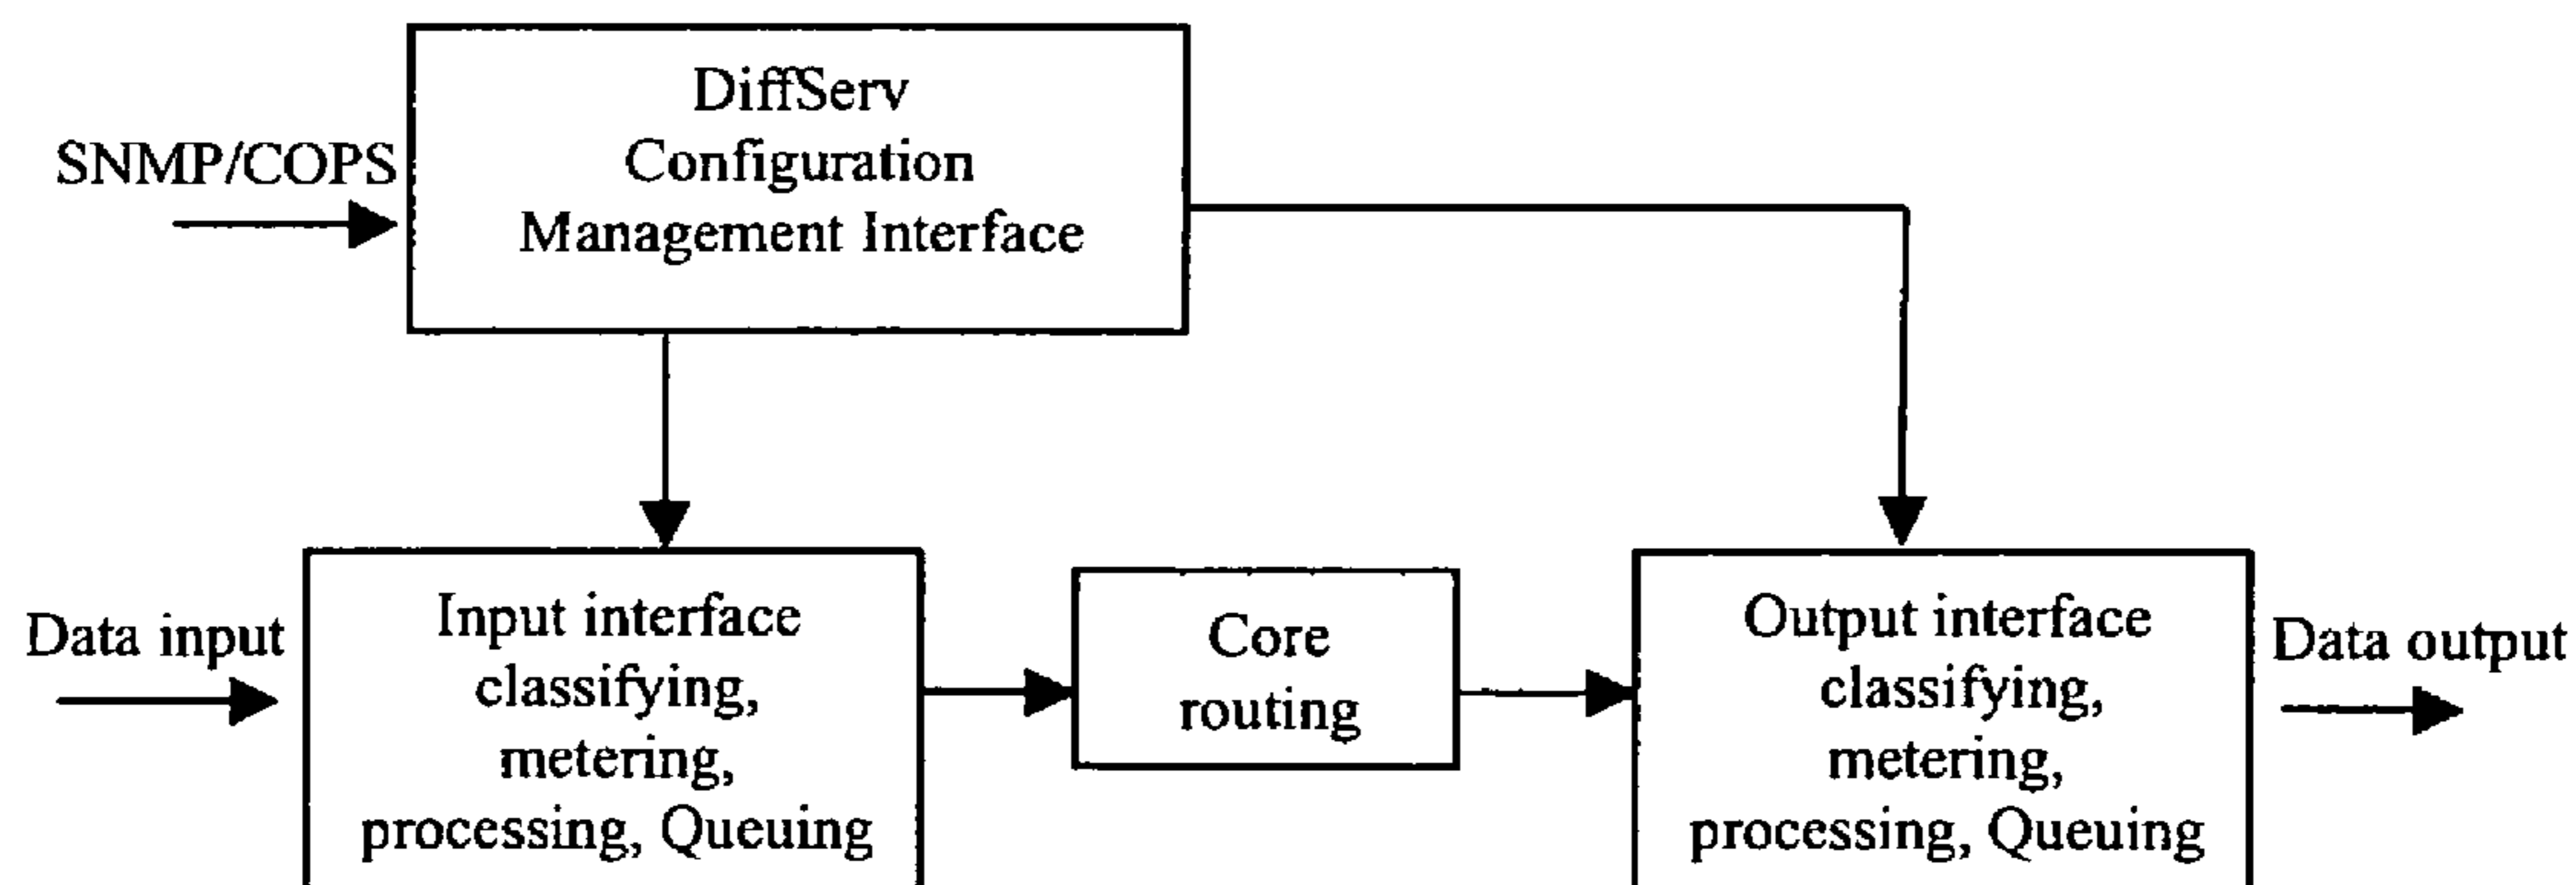 DiffServ
Configuration
Management Interface
SNMP/COPS
Data input
Input interface
classifying,
metering,
processing, Queuing
Core
routing
Output interface
classifying,
metering,
processing, Queuing
Data output